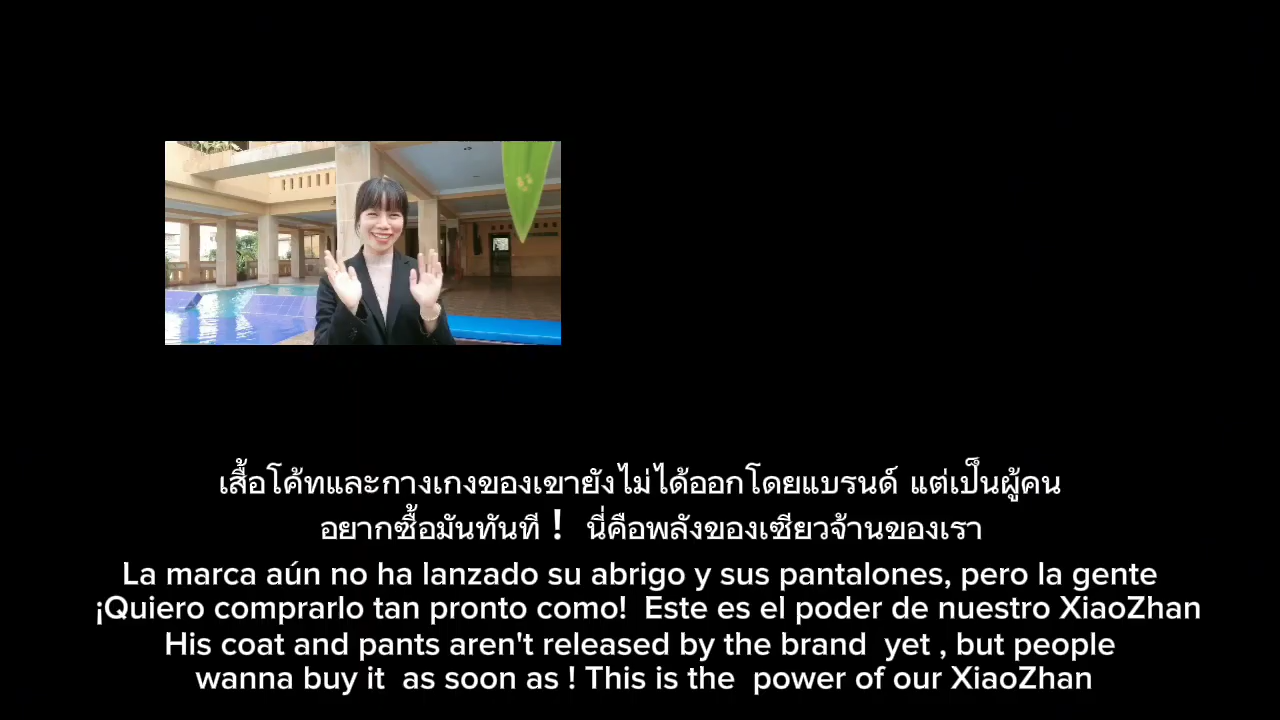 เสื้อโค้ทและกางเกงของเขายังไม่ได้ออกโดยแบรนด์ แต่เป็นผู้คน
อยากซื้อมันทันที ! นี่คือพลังของเซียวจ้านของเรา
La marca aún no ha lanzado su abrigo y sus pantalones, pero la gente
¡Quiero comprarlo tan pronto como! Este es el poder de nuestro XiaoZhan
His coat and pants aren't released by the brand yet , but people
wanna buy it as soon as ! This is the power of our XiaoZhan